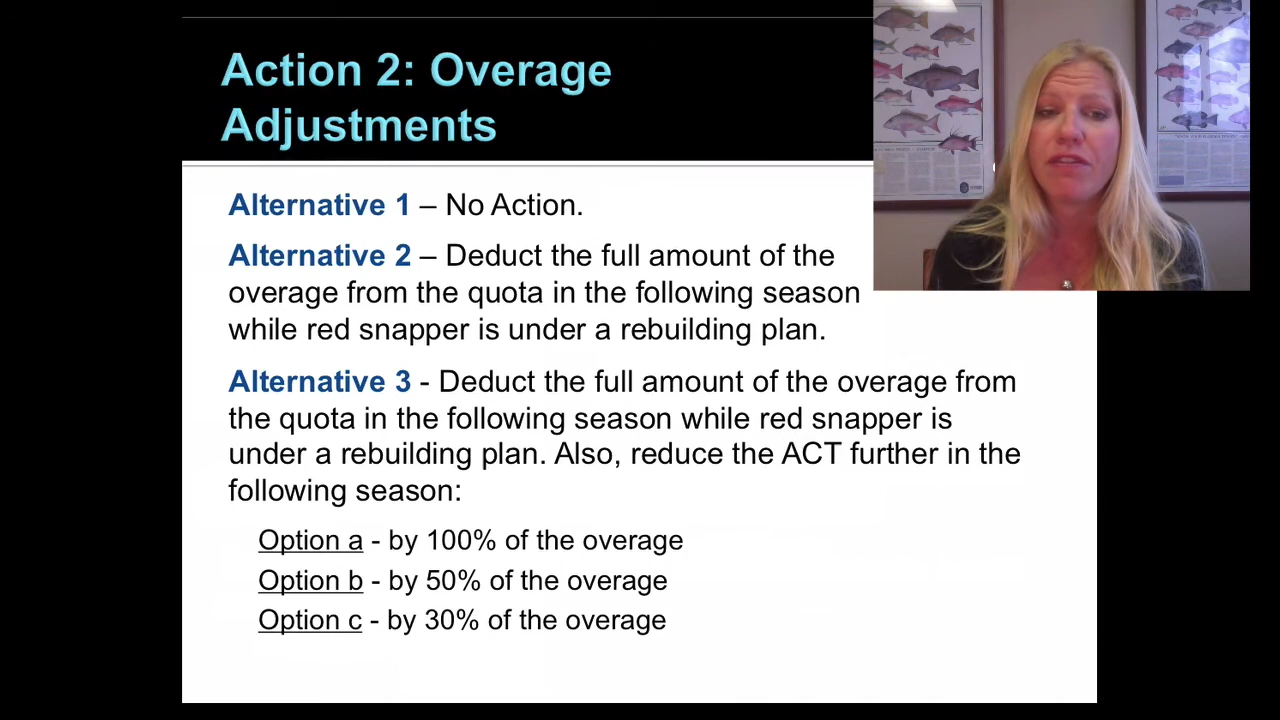 Action 2: Overage
Adjustments
Alternative 1 – No Action.
Alternative 2 – Deduct the full amount of the
overage from the quota in the following season
while red snapper is under a rebuilding plan.
Alternative 3 - Deduct the full amount of the overage from
the quota in the following season while red snapper is
under a rebuilding plan. Also, reduce the ACT further in the
following season:
Option a - by 100% of the overage
Option b - by 50% of the overage
Option c - by 30% of the overage